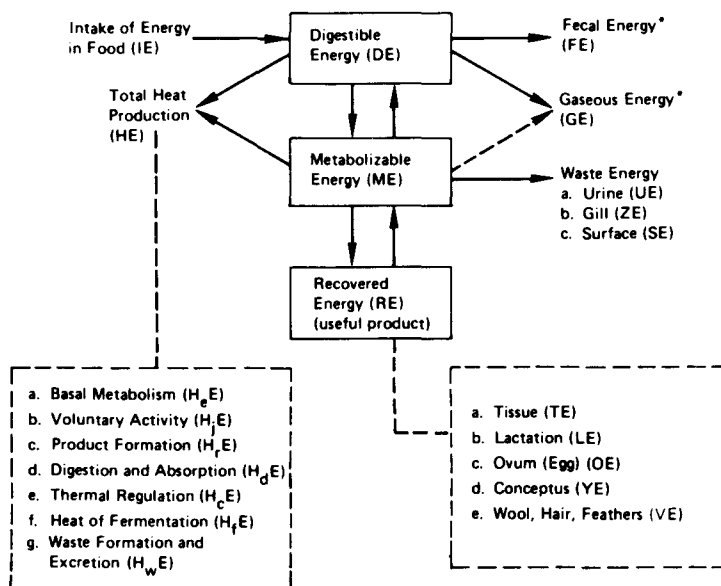 Intake of Energy
in Food (IE)
Digestible
Energy (DE)
Fecal Energy*
(FE)
Total Heat
Production
(HE)
Gaseous Energy*
(GE)
Metabolizable
Energy (ME)
Waste Energy
a. Urine (UE)
b. Gill (ZE)
c. Surface (SE)
Recovered
Energy (RE)
(useful product)
a. Basal Metabolism (HeE)
b. Voluntary Activity (HjE)
c. Product Formation (HrE)
d. Digestion and Absorption (HdE)
e. Thermal Regulation (HcE)
f. Heat of Fermentation (HfE)
g. Waste Formation and
Excretion (HwE)
a. Tissue (TE)
b. Lactation (LE)
c. Ovum (Egg) (OE)
d. Conceptus (YE)
e. Wool, Hair, Feathers (VE)